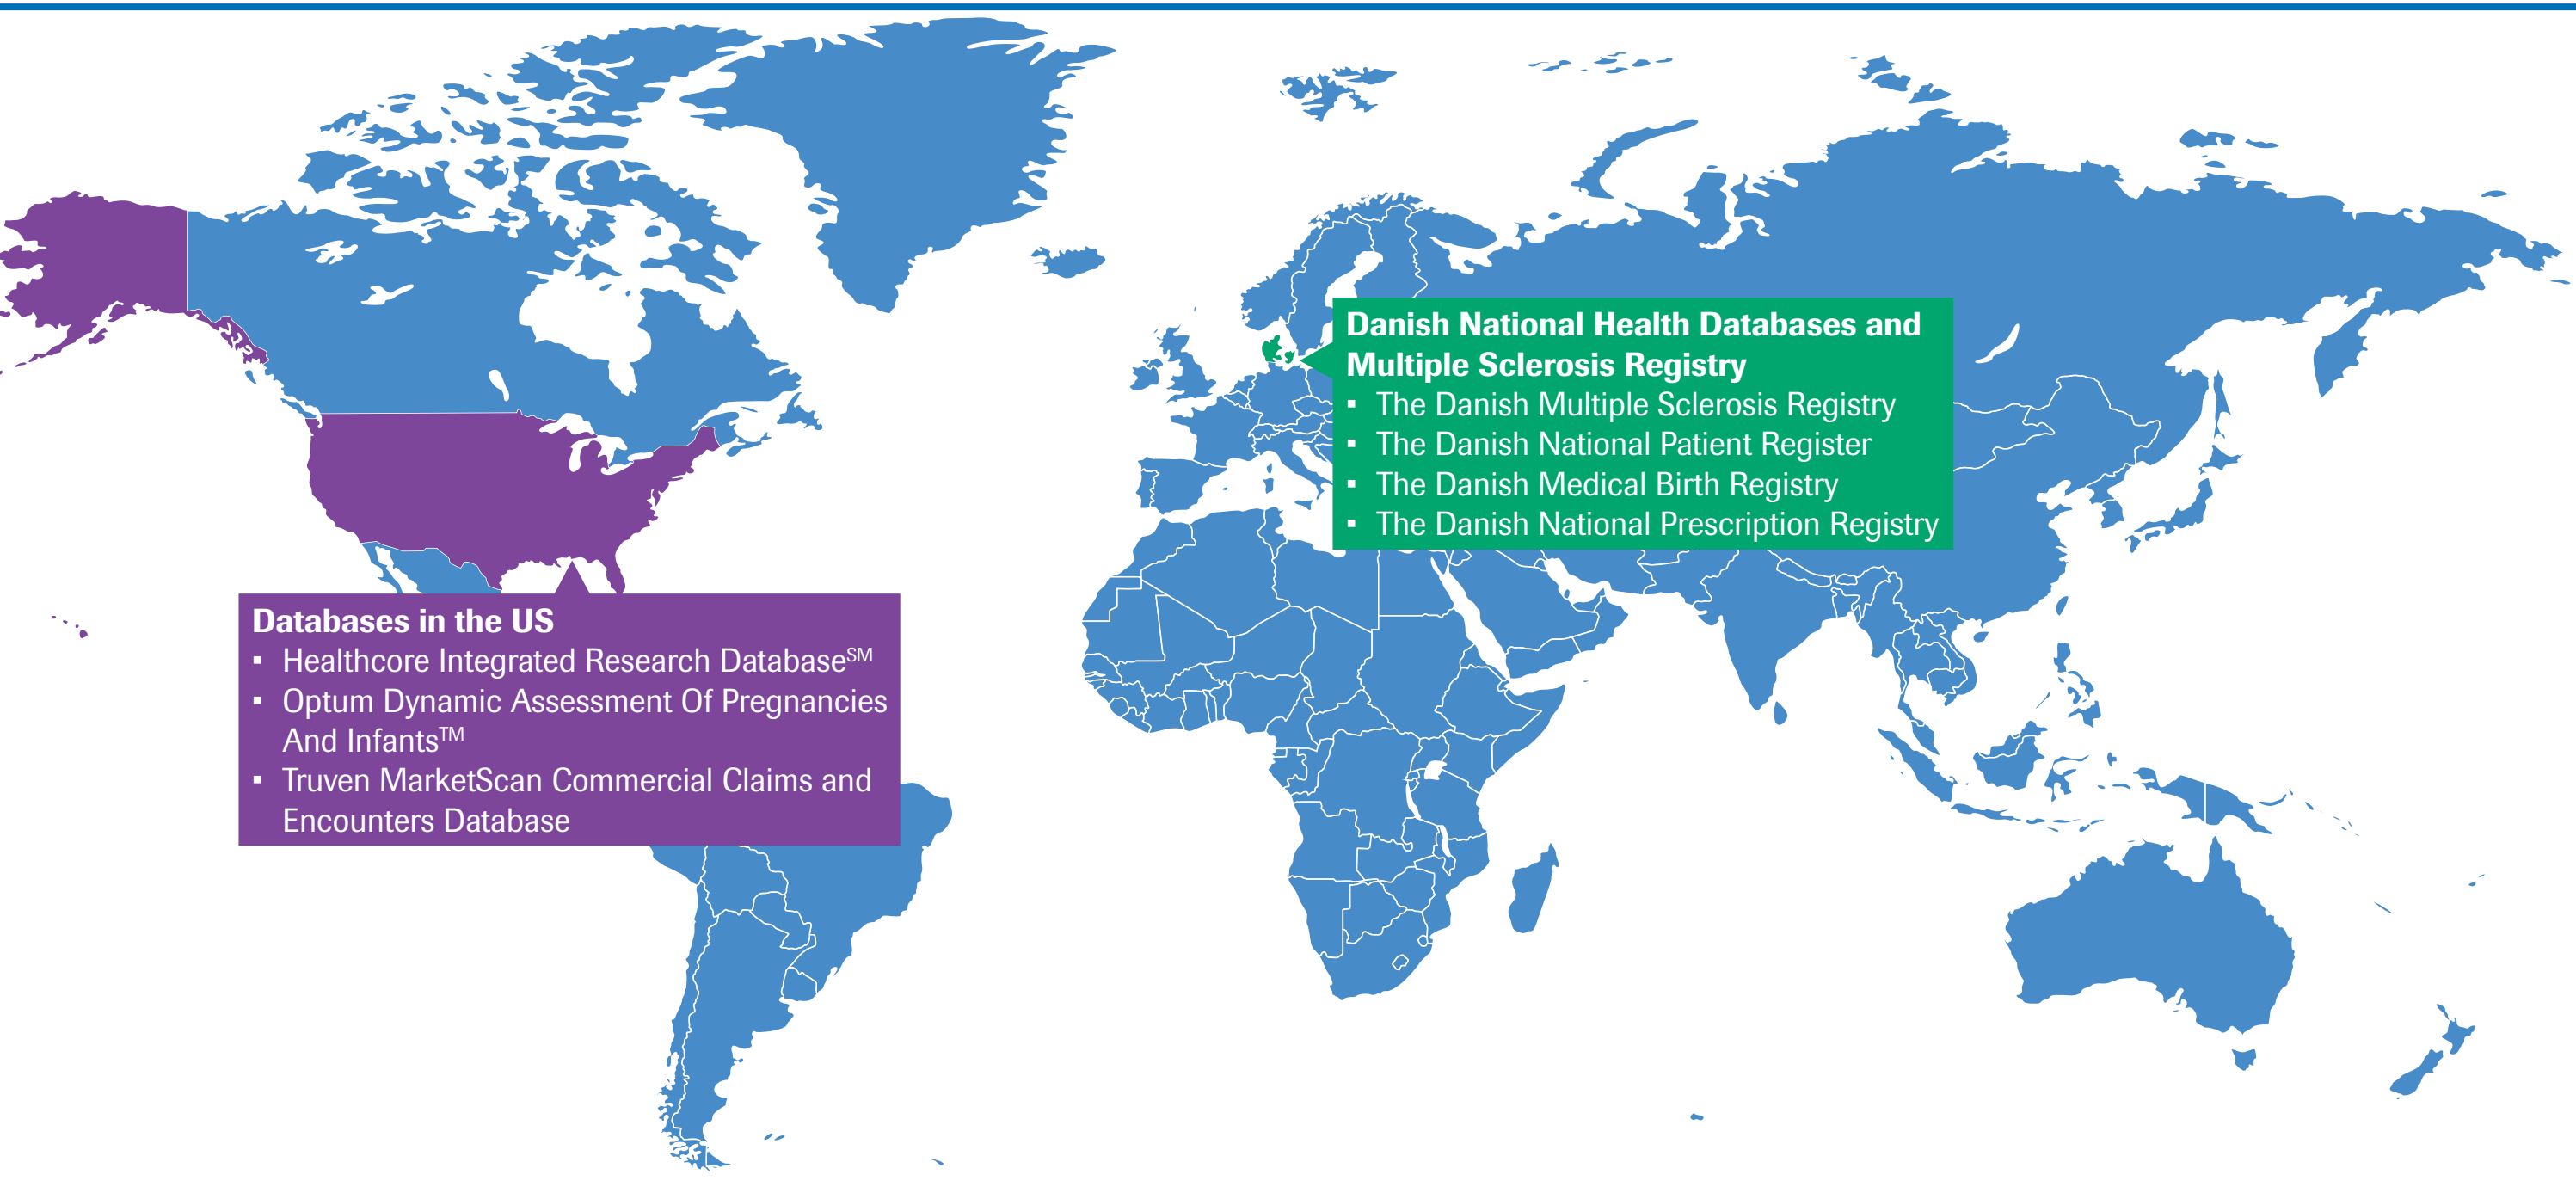 Danish National Health Databases and
Multiple Sclerosis Registry
▪ The Danish Multiple Sclerosis Registry
▪ The Danish National Patient Register
▪ The Danish Medical Birth Registry
▪ The Danish National Prescription Registry
Databases in the US
▪ Healthcore Integrated Research Database℠
▪ Optum Dynamic Assessment Of Pregnancies
And Infants™
▪ Truven MarketScan Commercial Claims and
Encounters Database